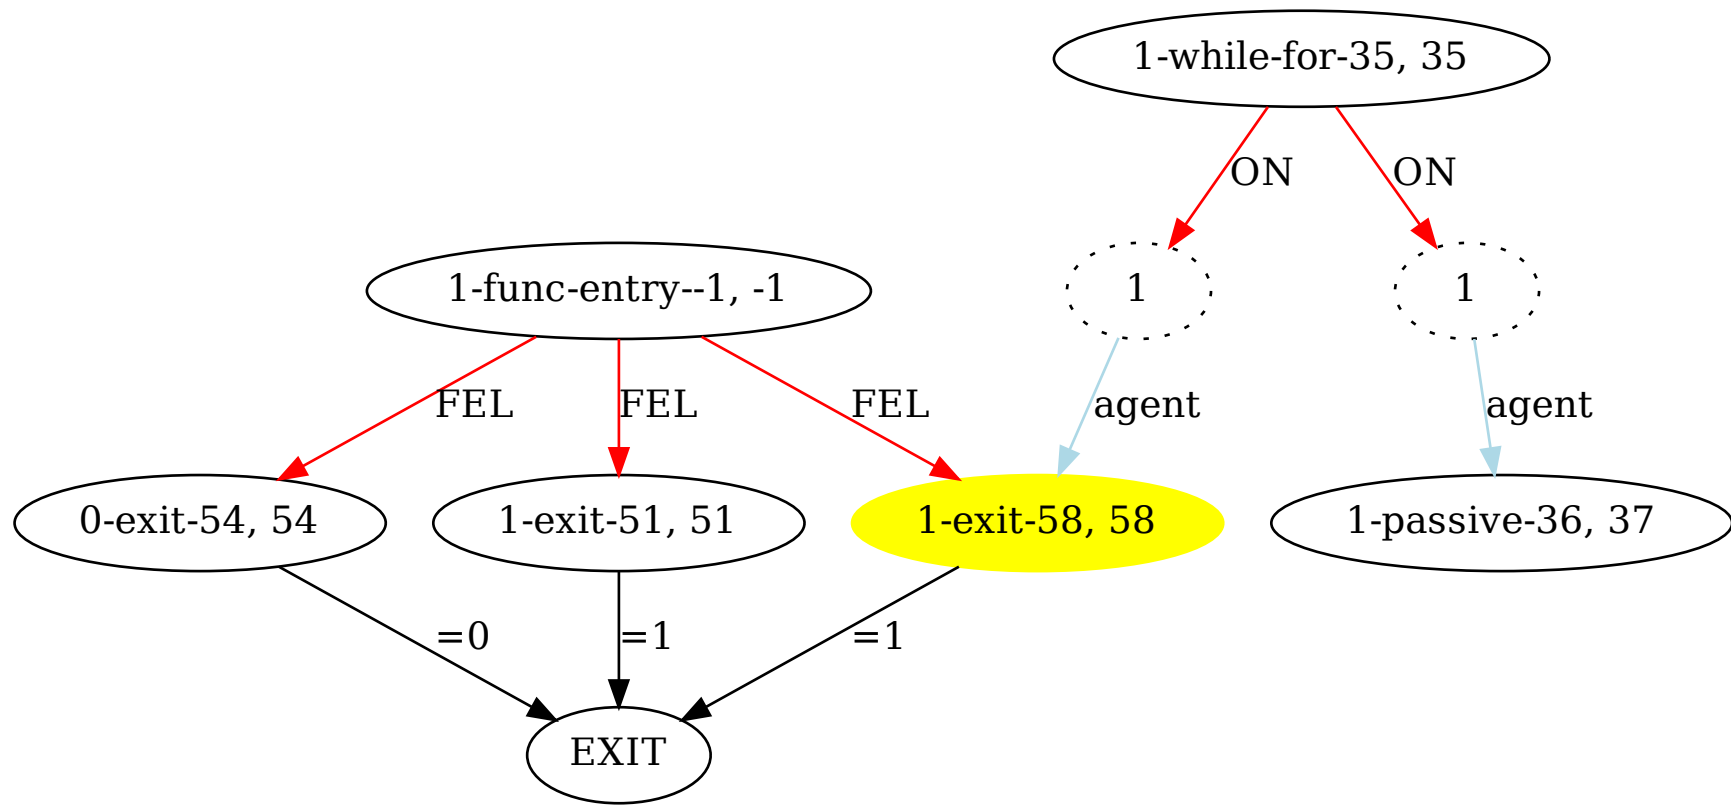 1-while-for-35, 35
ON
ON
1-func-entry--1, -1
1
1
FEL
FEL
FEL
agent
agent
0-exit-54, 54
1-exit-51, 51
1-exit-58, 58
1-passive-36, 37
=0
=1
=1
EXIT